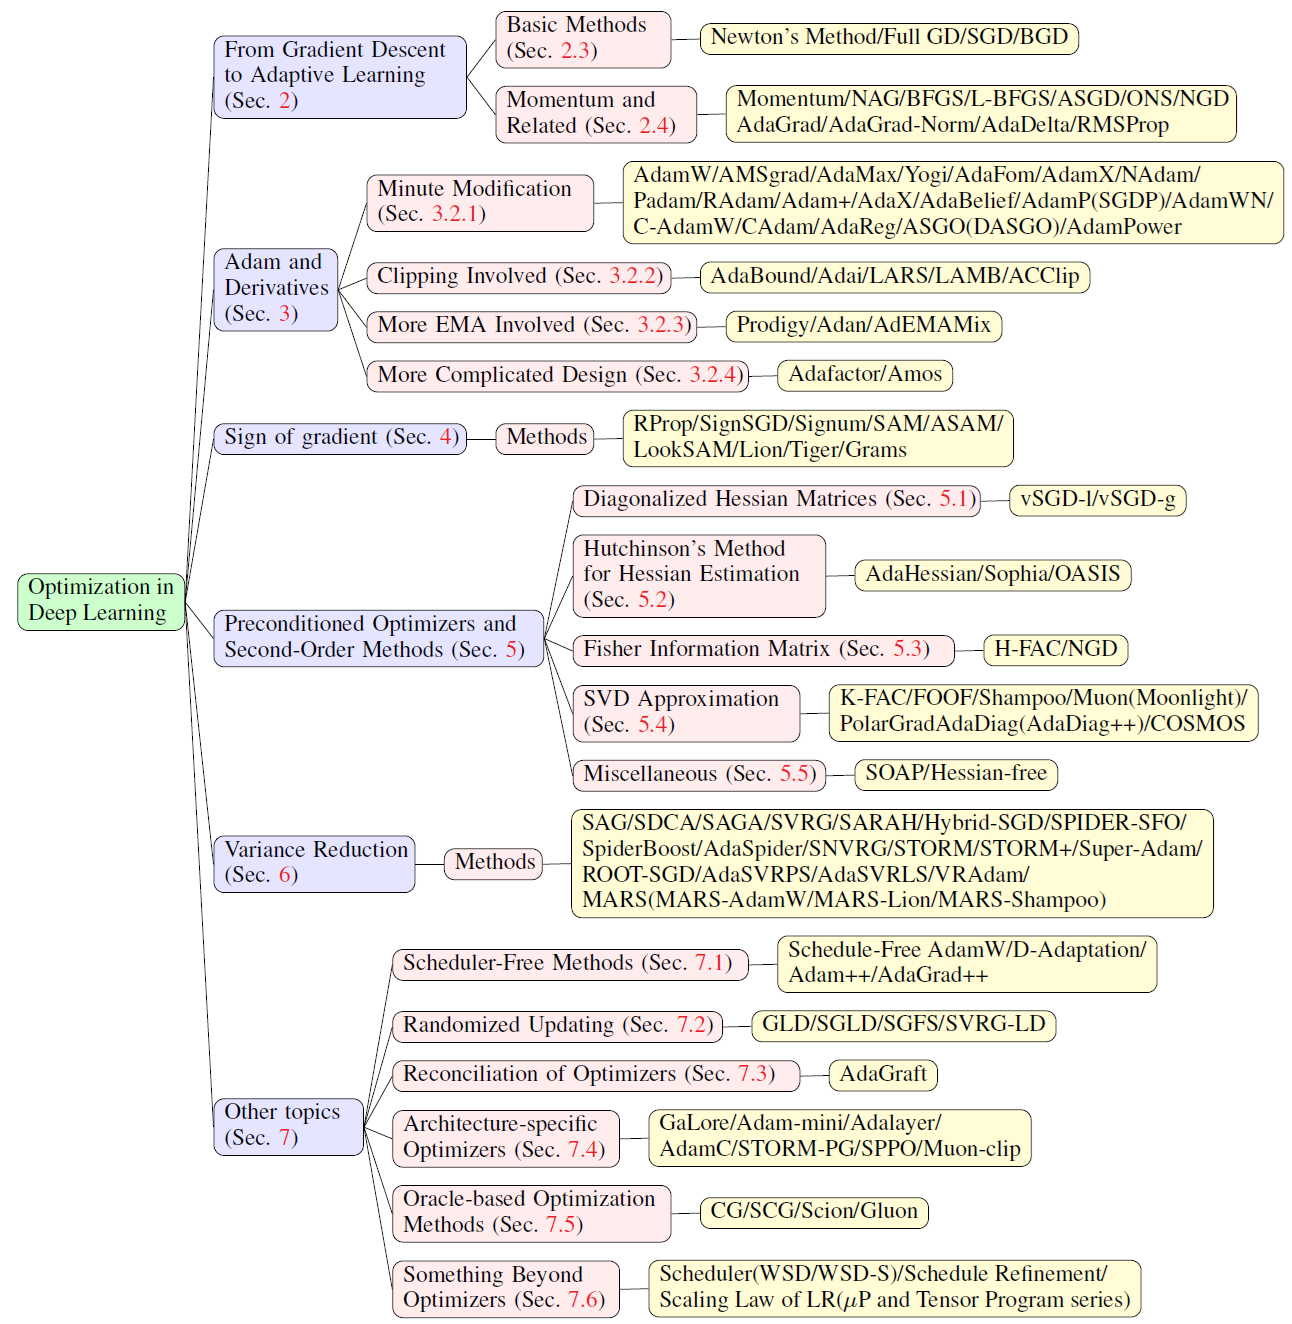 Optimization in
Deep Learning
From Gradient Descent
to Adaptive Learning
(Sec. 2)
Basic Methods
(Sec. 2.3)
Newton's Method/Full GD/SGD/BGD
Momentum and
Related (Sec. 2.4)
Momentum/NAG/BFGS/L-BFGS/ASGD/ONS/NGD
AdaGrad/AdaGrad-Norm/AdaDelta/RMSProp
Adam and
Derivatives
(Sec. 3)
Minute Modification
(Sec. 3.2.1)
AdamW/AMSgrad/AdaMax/Yogi/AdaFom/AdamX/NAdam/
Padam/RAdam/Adam+/AdaX/AdaBelief/AdamP(SGDP)/AdamWN/
C-AdamW/CAdam/AdaReg/ASGO(DASGO)/AdamPower
Clipping Involved (Sec. 3.2.2)
AdaBound/Adai/LARS/LAMB/ACClip
More EMA Involved (Sec. 3.2.3)
Prodigy/Adan/AdEMAMix
More Complicated Design (Sec. 3.2.4)
Adafactor/Amos
Sign of gradient (Sec. 4)
Methods
RProp/SignSGD/Signum/SAM/ASAM/
LookSAM/Lion/Tiger/Grams
Preconditioned Optimizers and
Second-Order Methods (Sec. 5)
Diagonalized Hessian Matrices (Sec. 5.1)
vSGD-l/vSGD-g
Hutchinson's Method
for Hessian Estimation
(Sec. 5.2)
AdaHessian/Sophia/OASIS
Fisher Information Matrix (Sec. 5.3)
H-FAC/NGD
SVD Approximation
(Sec. 5.4)
K-FAC/FOOF/Shampoo/Muon(Moonlight)/
PolarGradAdaDiag(AdaDiag++)/COSMOS
Miscellaneous (Sec. 5.5)
SOAP/Hessian-free
Variance Reduction
(Sec. 6)
Methods
SAG/SDCA/SAGA/SVRG/SARAH/Hybrid-SGD/SPIDER-SFO/
SpiderBoost/AdaSpider/SNVRG/STORM/STORM+/Super-Adam/
ROOT-SGD/AdaSVRPS/AdaSVRLS/VRAdam/
MARS(MARS-AdamW/MARS-Lion/MARS-Shampoo)
Other topics
(Sec. 7)
Scheduler-Free Methods (Sec. 7.1)
Schedule-Free AdamW/D-Adaptation/
Adam++/AdaGrad++
Randomized Updating (Sec. 7.2)
GLD/SGLD/SGFS/SVRG-LD
Reconciliation of Optimizers (Sec. 7.3)
AdaGraft
Architecture-specific
Optimizers (Sec. 7.4)
GaLore/Adam-mini/Adalayer/
AdamC/STORM-PG/SPPO/Muon-clip
Oracle-based Optimization
Methods (Sec. 7.5)
CG/SCG/Scion/Gluon
Something Beyond
Optimizers (Sec. 7.6)
Scheduler(WSD/WSD-S)/Schedule Refinement/
Scaling Law of LR(μP and Tensor Program series)